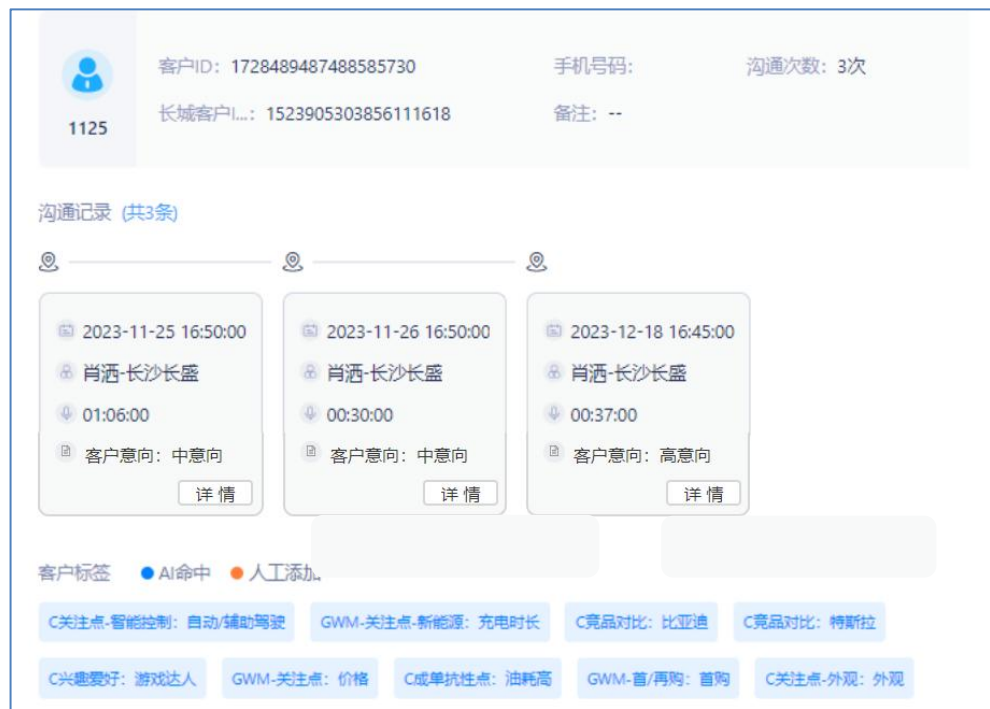 客户ID: 1728489487488585730 手机号码: 沟通次数: 3次
长城客户I...: 1523905303856111618 备注: --
1125
沟通记录 (共3条)
2023-11-25 16:50:00 2023-11-26 16:50:00 2023-12-18 16:45:00
肖洒-长沙长盛 肖洒-长沙长盛 肖洒-长沙长盛
01:06:00 00:30:00 00:37:00
客户意向: 中意向 客户意向: 中意向 客户意向: 高意向
详 情 详 情 详 情
客户标签 AI命中 人工添加
C关注点-智能控制: 自动/辅助驾驶 GWM-关注点-新能源: 充电时长 C竞品对比: 比亚迪 C竞品对比: 特斯拉
C兴趣爱好: 游戏达人 GWM-关注点: 价格 C成单抗性点: 油耗高 GWM-首/再购: 首购 C关注点-外观: 外观